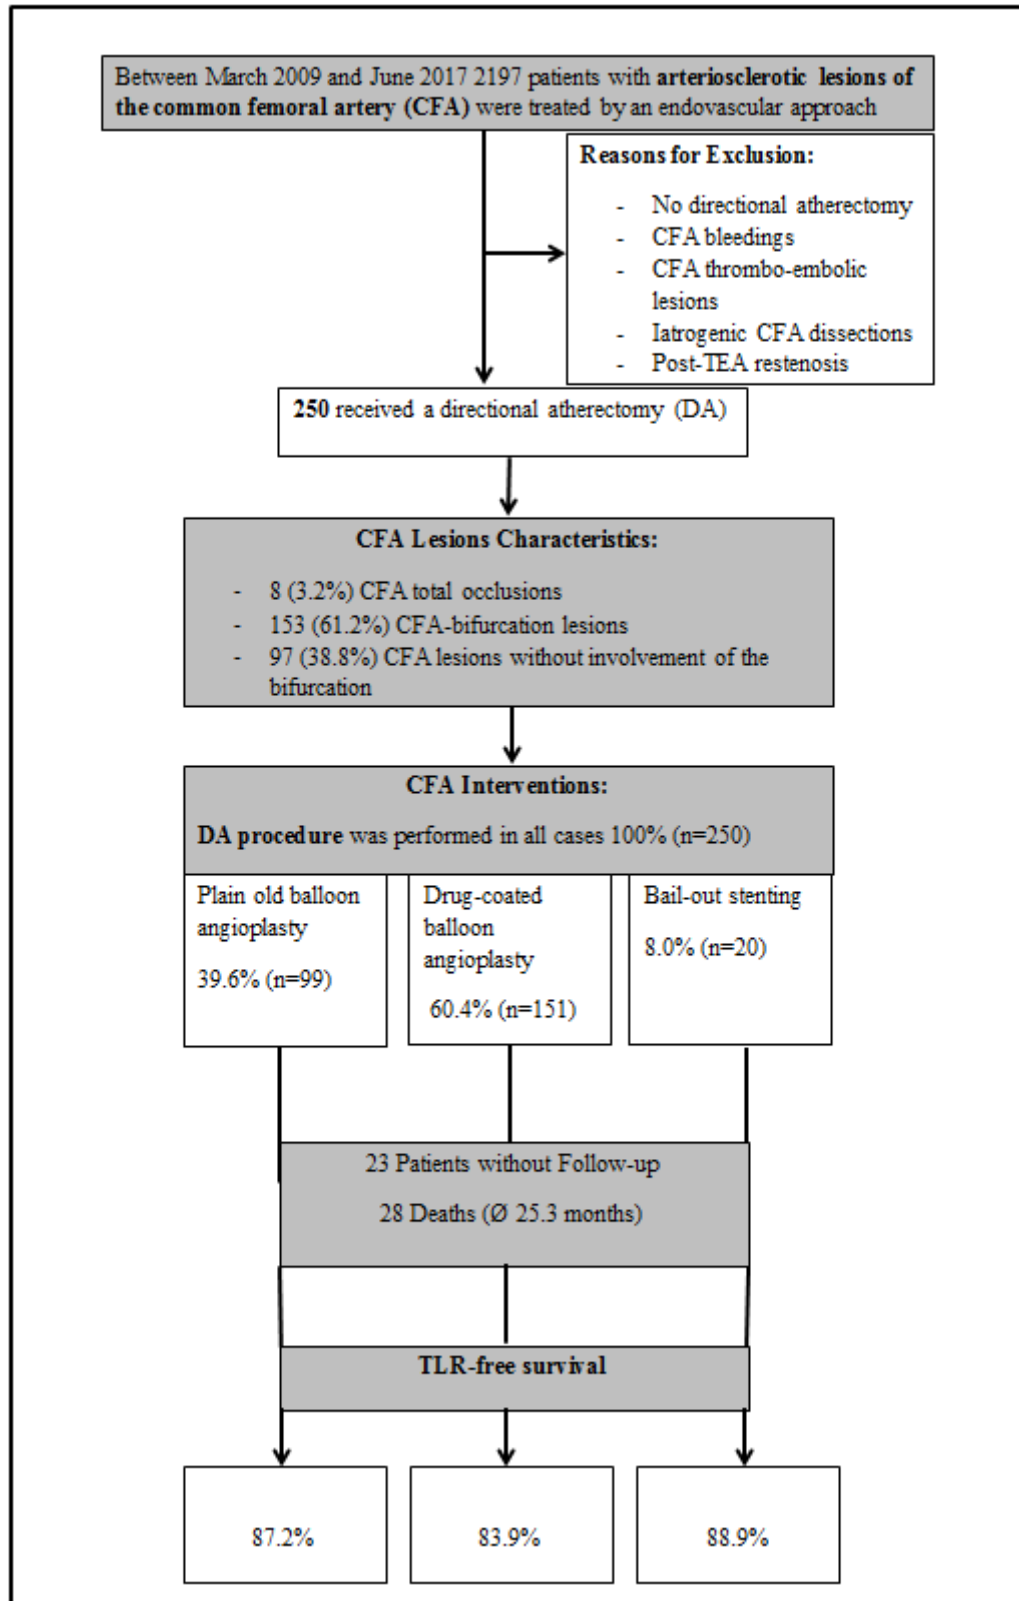 Between March 2009 and June 2017 2197 patients with arteriosclerotic lesions of
the common femoral artery (CFA) were treated by an endovascular approach
Reasons for Exclusion:
- No directional atherectomy
- CFA bleedings
- CFA thrombo-embolic
lesions
- Iatrogenic CFA dissections
- Post-TEA restenosis
250 received a directional atherectomy (DA)
CFA Lesions Characteristics:
- 8 (3.2%) CFA total occlusions
- 153 (61.2%) CFA-bifurcation lesions
- 97 (38.8%) CFA lesions without involvement of the
bifurcation
CFA Interventions:
DA procedure was performed in all cases 100% (n=250)
Plain old balloon
angioplasty
39.6% (n=99)
Drug-coated
balloon
angioplasty
60.4% (n=151)
Bail-out stenting
8.0% (n=20)
23 Patients without Follow-up
28 Deaths (Ø 25.3 months)
TLR-free survival
87.2%
83.9%
88.9%